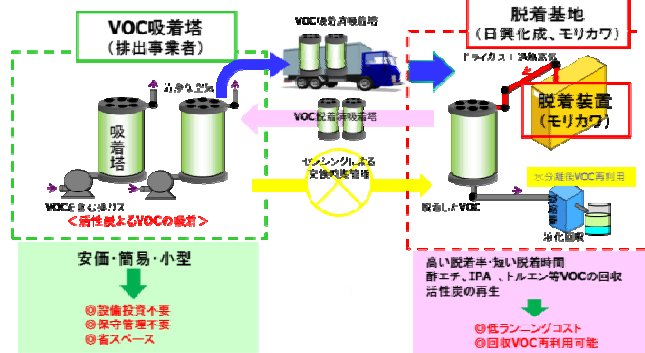 VOC吸着塔
(排出事業者)
VOC吸着済吸着塔
脱着基地
(日興化成、モリカワ)
清浄な空気
吸着塔
VOC脱着済吸着塔
脱着装置
(モリカワ)
センシングによる
交換時期管理
水分離後VOC再利用
VOCを含む排ガス
脱着したVOC
<活性炭よるVOCの吸着>
液化回収
安価・簡易・小型
◎設備投資不要
◎保守管理不要
◎省スペース
高い脱着率・短い脱着時間
酢エチ、IPA 、トルエン等VOCの回収
活性炭の再生
◎低ランニングコスト
◎回収VOC再利用可能